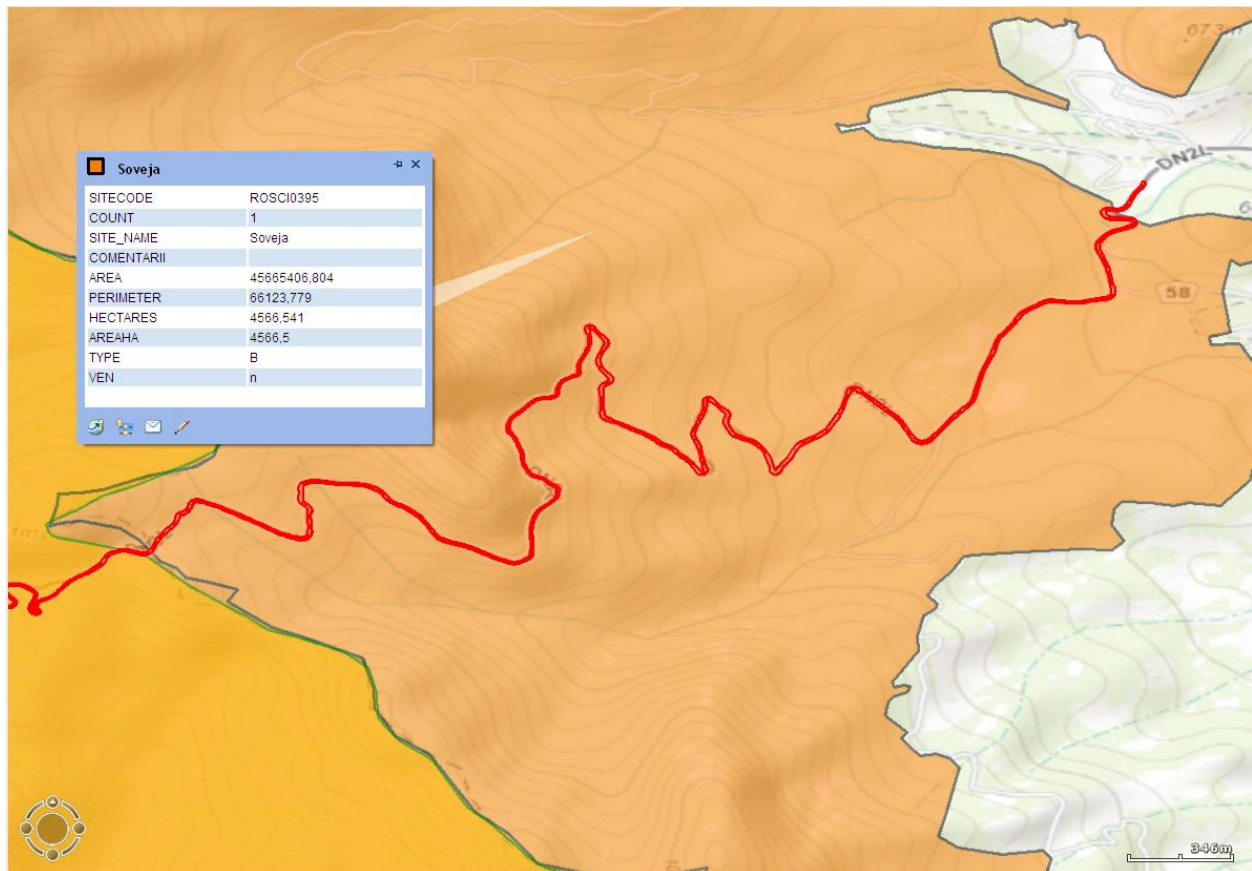 673m
DN2L
Soveja
SITECODE ROSCI0395
COUNT 1
SITE_NAME Soveja
COMENTARII
AREA 45665406,804
PERIMETER 66123,779
HECTARES 4566,541
AREAHA 4566,5
TYPE B
VEN n
58
346m